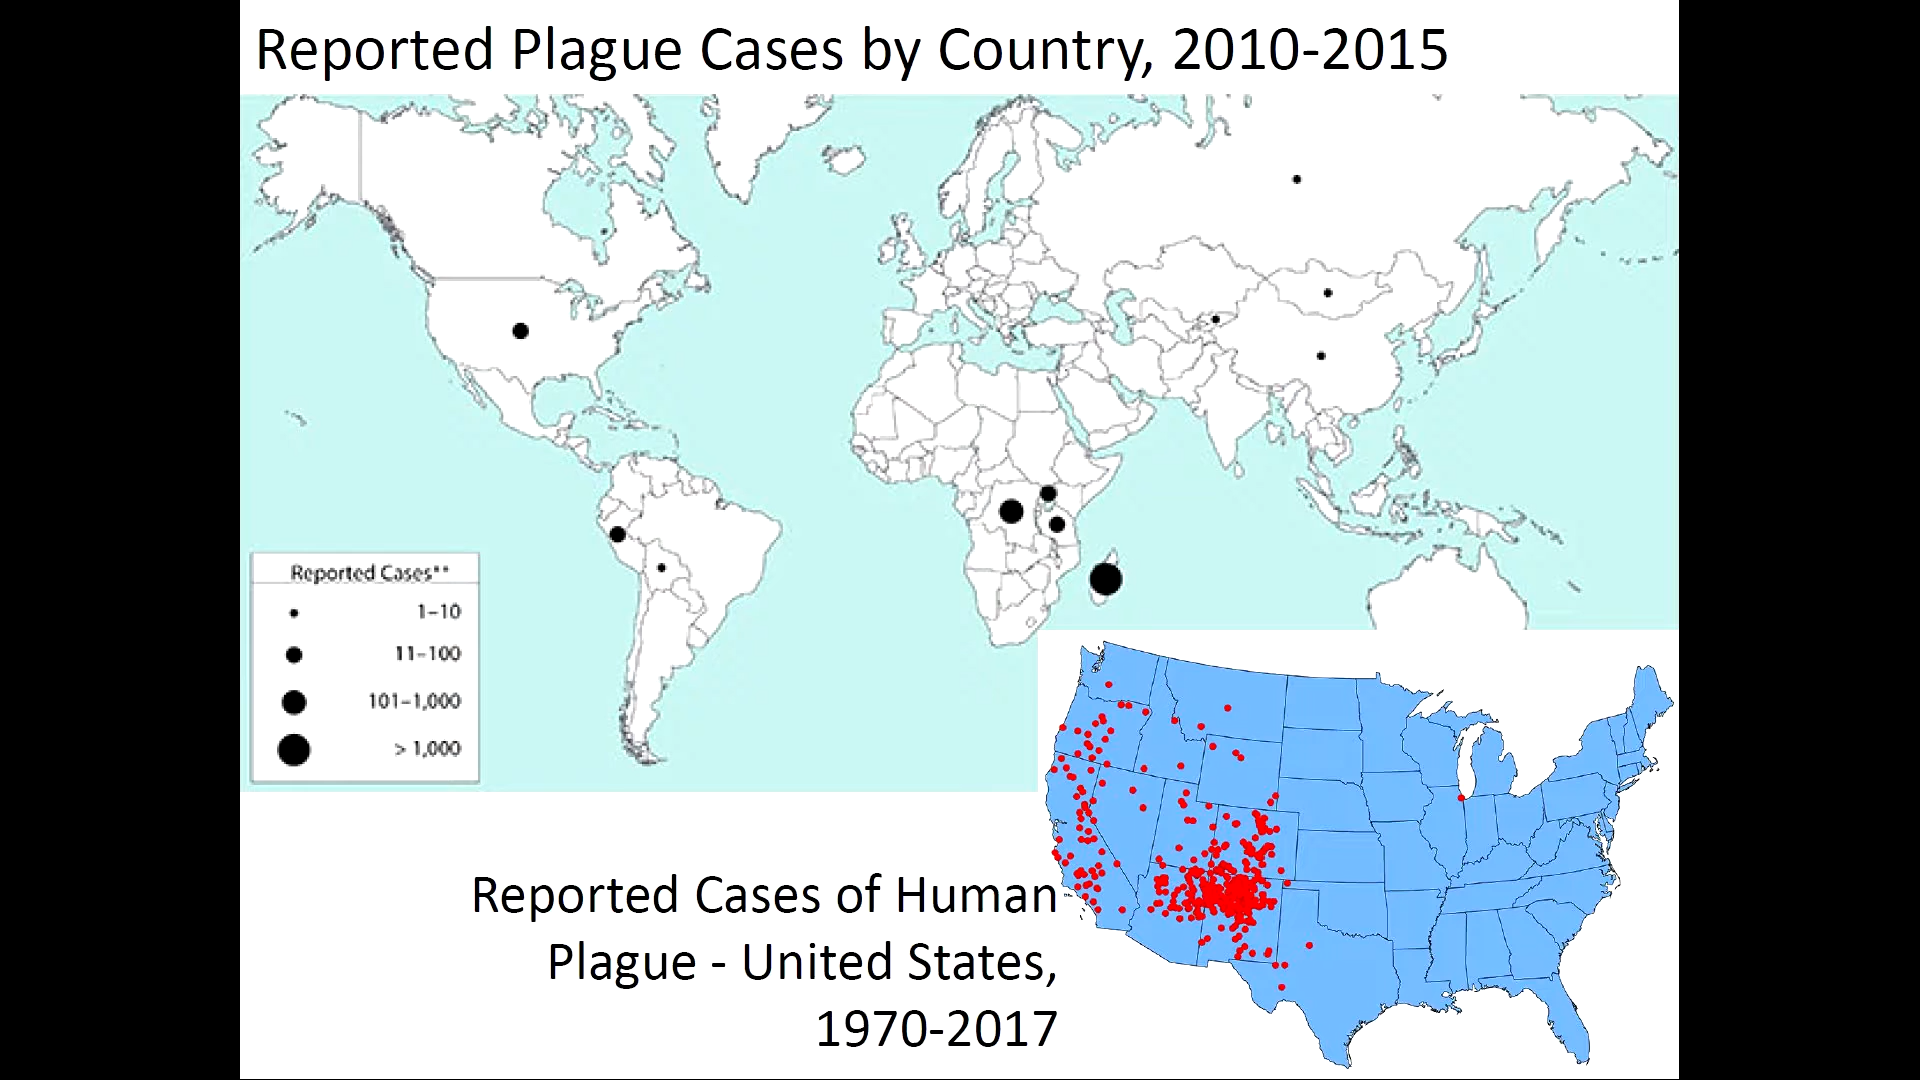 Reported Plague Cases by Country, 2010-2015
Reported Cases**
1–10
11–100
101–1,000
> 1,000
Reported Cases of Human
Plague - United States,
1970-2017